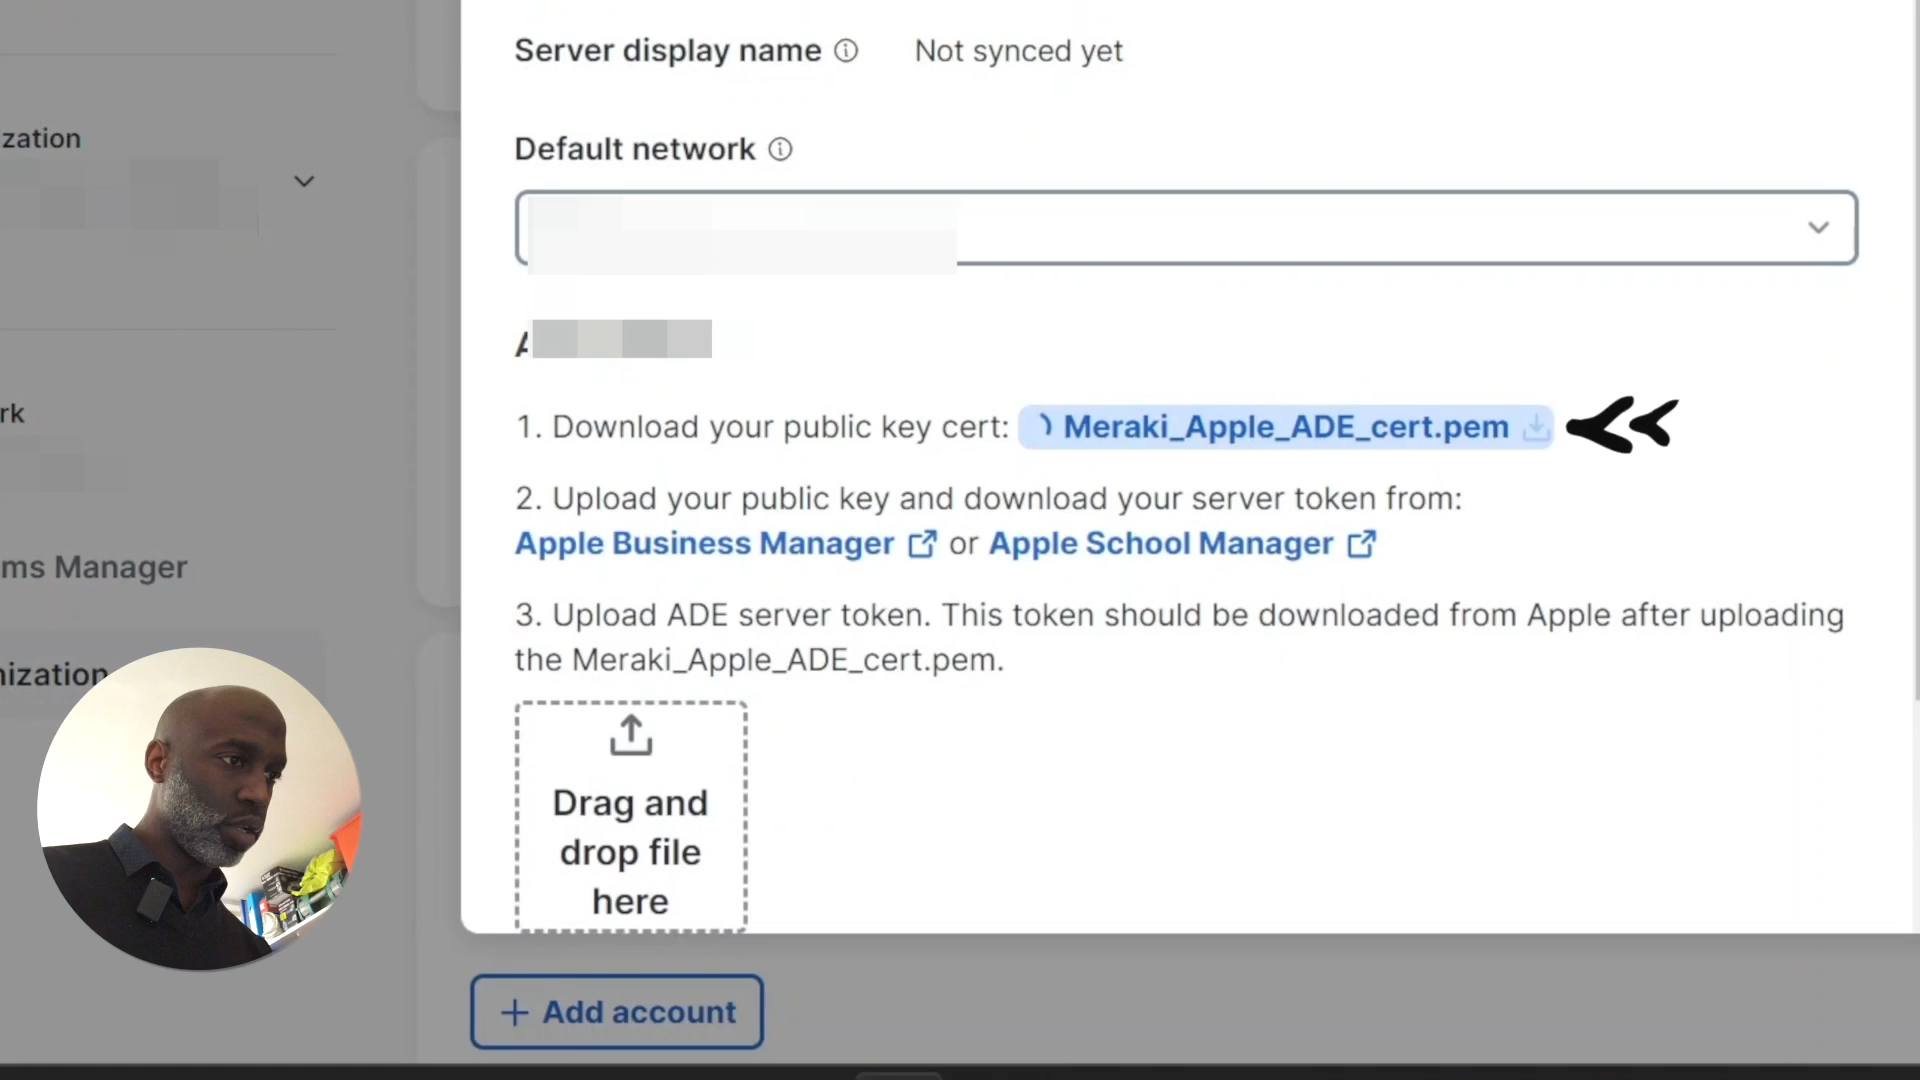 Server display name Not synced yet
zation
Default network
1. Download your public key cert: Meraki_Apple_ADE_cert.pem
rk
2. Upload your public key and download your server token from:
Apple Business Manager or Apple School Manager
ms Manager
3. Upload ADE server token. This token should be downloaded from Apple after uploading
the Meraki_Apple_ADE_cert.pem.
nization
Drag and
drop file
here
+ Add account